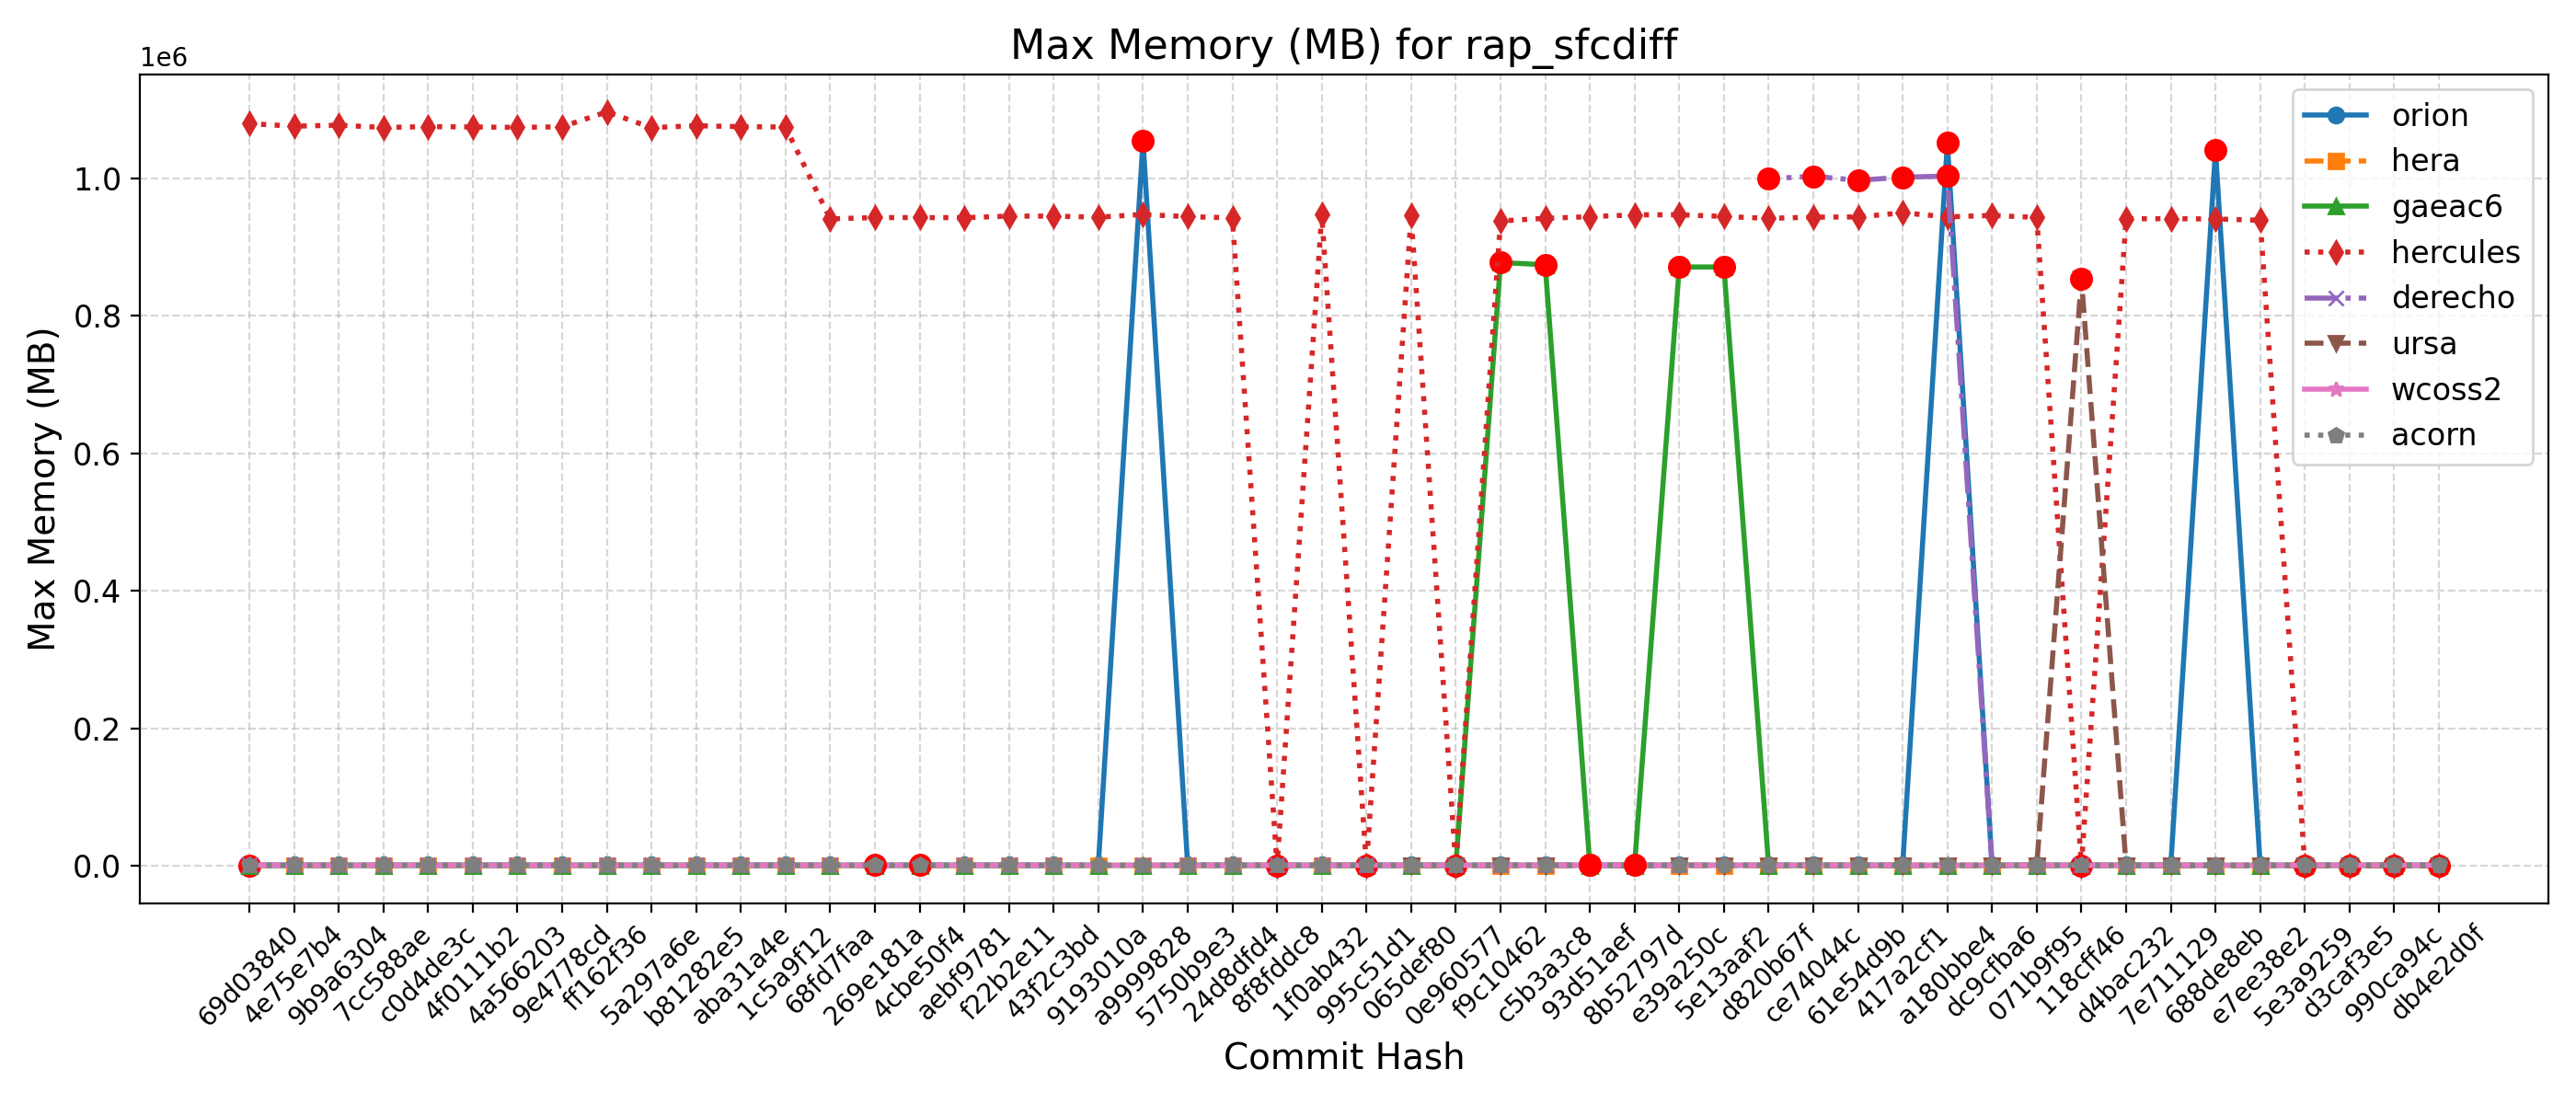 Max Memory (MB) for rap_sfcdiff
1e6
1.0
0.8
0.6
0.4
0.2
0.0
Max Memory (MB)
orion
hera
gaeac6
hercules
derecho
ursa
wcoss2
acorn
69d03840
4e75e7b4
9b9a6304
7cc588ae
c0d4de3c
4f0111b2
4a566203
9e4778cd
ff162f36
5a297a6e
b81282e5
aba31a4e
1c5a9f12
68fd7faa
269e181a
4cbe50f4
aebf9781
f22b2e11
43f2c3bd
9193010a
a9999828
5750b9e3
24d8dfd4
8f8fddc8
1f0ab432
995c51d1
065def80
0e960577
f9c10462
c5b3a3c8
93d51aef
8b52797d
e39a250c
5e13aaf2
d820b67f
ce74044c
61e54d9b
417a2cf1
a180bbe4
dc9cfba6
071b9f95
118cff46
d4bac232
7e711129
688de8eb
e7ee38e2
5e3a9259
d3caf3e5
990ca94c
db4e2d0f
Commit Hash